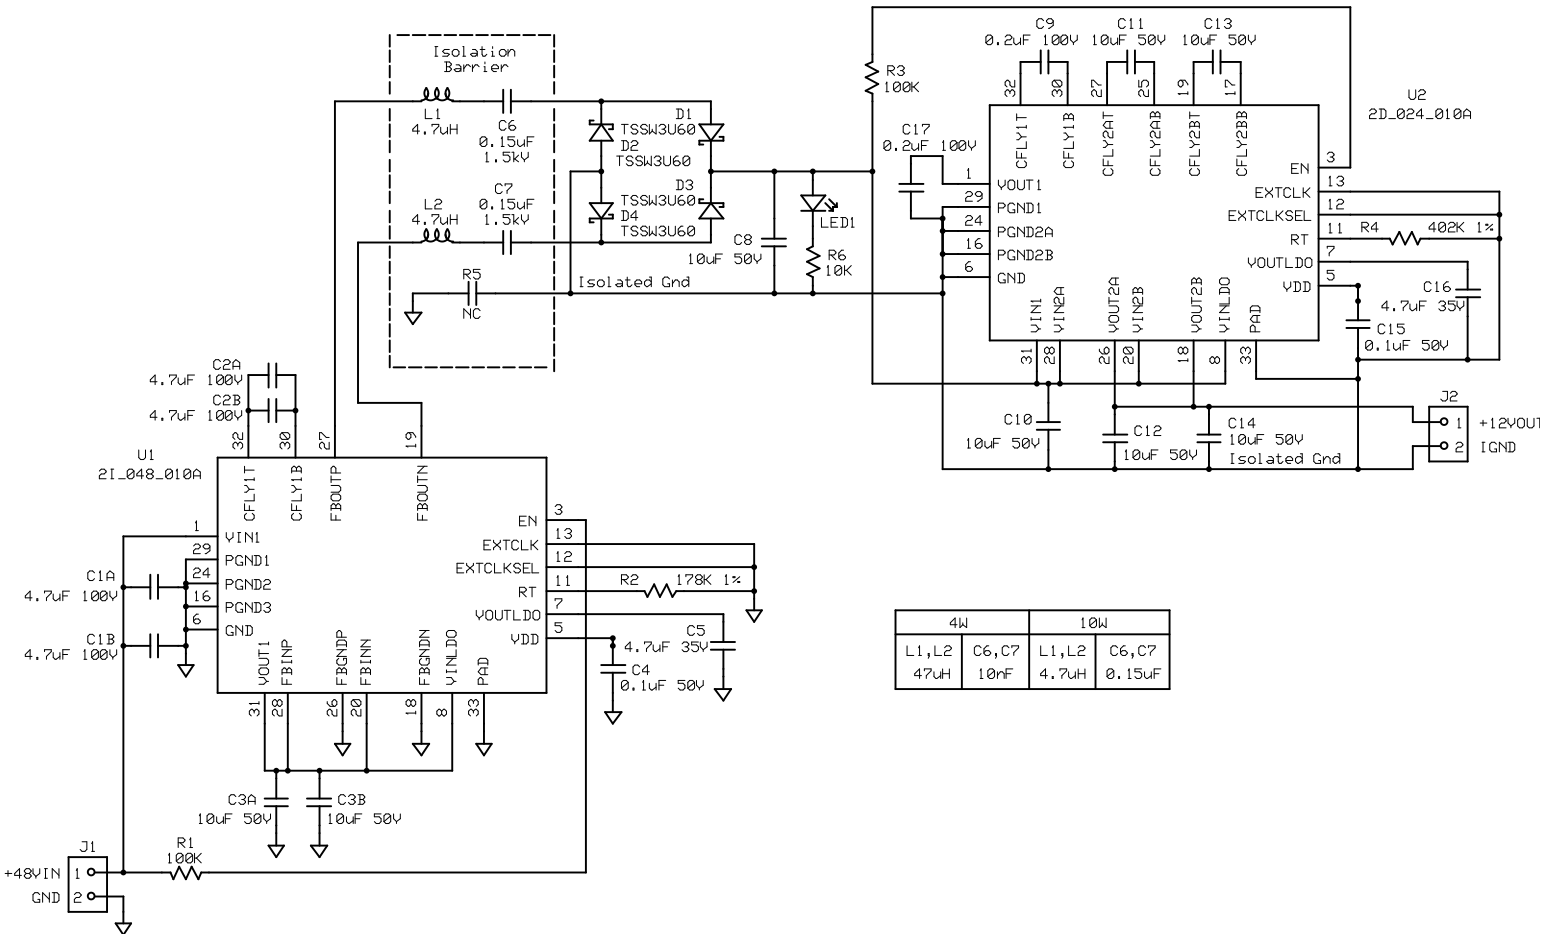 Isolation
Barrier
L1
4.7uH
C6
0.15uF
1.5kV
L2
4.7uH
C7
0.15uF
1.5kV
R5
NC
D1
TSSW3U60
D2
TSSW3U60
D3
TSSW3U60
D4
TSSW3U60
C8
10uF 50V
LED1
R6
10K
Isolated Gnd
R3
100K
C17
0.2uF 100V
C9
0.2uF 100V
C11
10uF 50V
C13
10uF 50V
U2
2D_024_010A
32
30
27
25
19
17
CFLY1T
CFLY1B
CFLY2AT
CFLY2AB
CFLY2BT
CFLY2BB
1
VOUT1
29
PGND1
24
PGND2A
16
PGND2B
6
GND
EN
3
EXTCLK
13
EXTCLKSEL
12
RT
11
R4
402K 1%
VOUTLDO
7
VDD
5
C16
4.7uF 35V
C15
0.1uF 50V
VIN1
VIN2A
VOUT2A
VIN2B
VOUT2B
VINLDO
PAD
31
28
26
20
18
8
33
C10
10uF 50V
C12
10uF 50V
C14
10uF 50V
Isolated Gnd
J2
1
+12VOUT
2
IGND
C2A
4.7uF 100V
C2B
4.7uF 100V
U1
2I_048_010A
32
30
27
19
CFLY1T
CFLY1B
FBOUTP
FBOUTN
1
VIN1
29
PGND1
24
PGND2
16
PGND3
6
GND
C1A
4.7uF 100V
C1B
4.7uF 100V
EN
3
EXTCLK
13
EXTCLKSEL
12
RT
11
R2
178K 1%
VOUTLDO
7
VDD
5
C5
4.7uF 35V
C4
0.1uF 50V
VOUT1
FBINP
FBGNDP
FBINN
FBGNDN
VINLDO
PAD
31
28
26
20
18
8
33
C3A
10uF 50V
C3B
10uF 50V
J1
+48VIN
1
GND
2
R1
100K
4W
10W
L1,L2
C6,C7
L1,L2
C6,C7
47uH
10nF
4.7uH
0.15uF